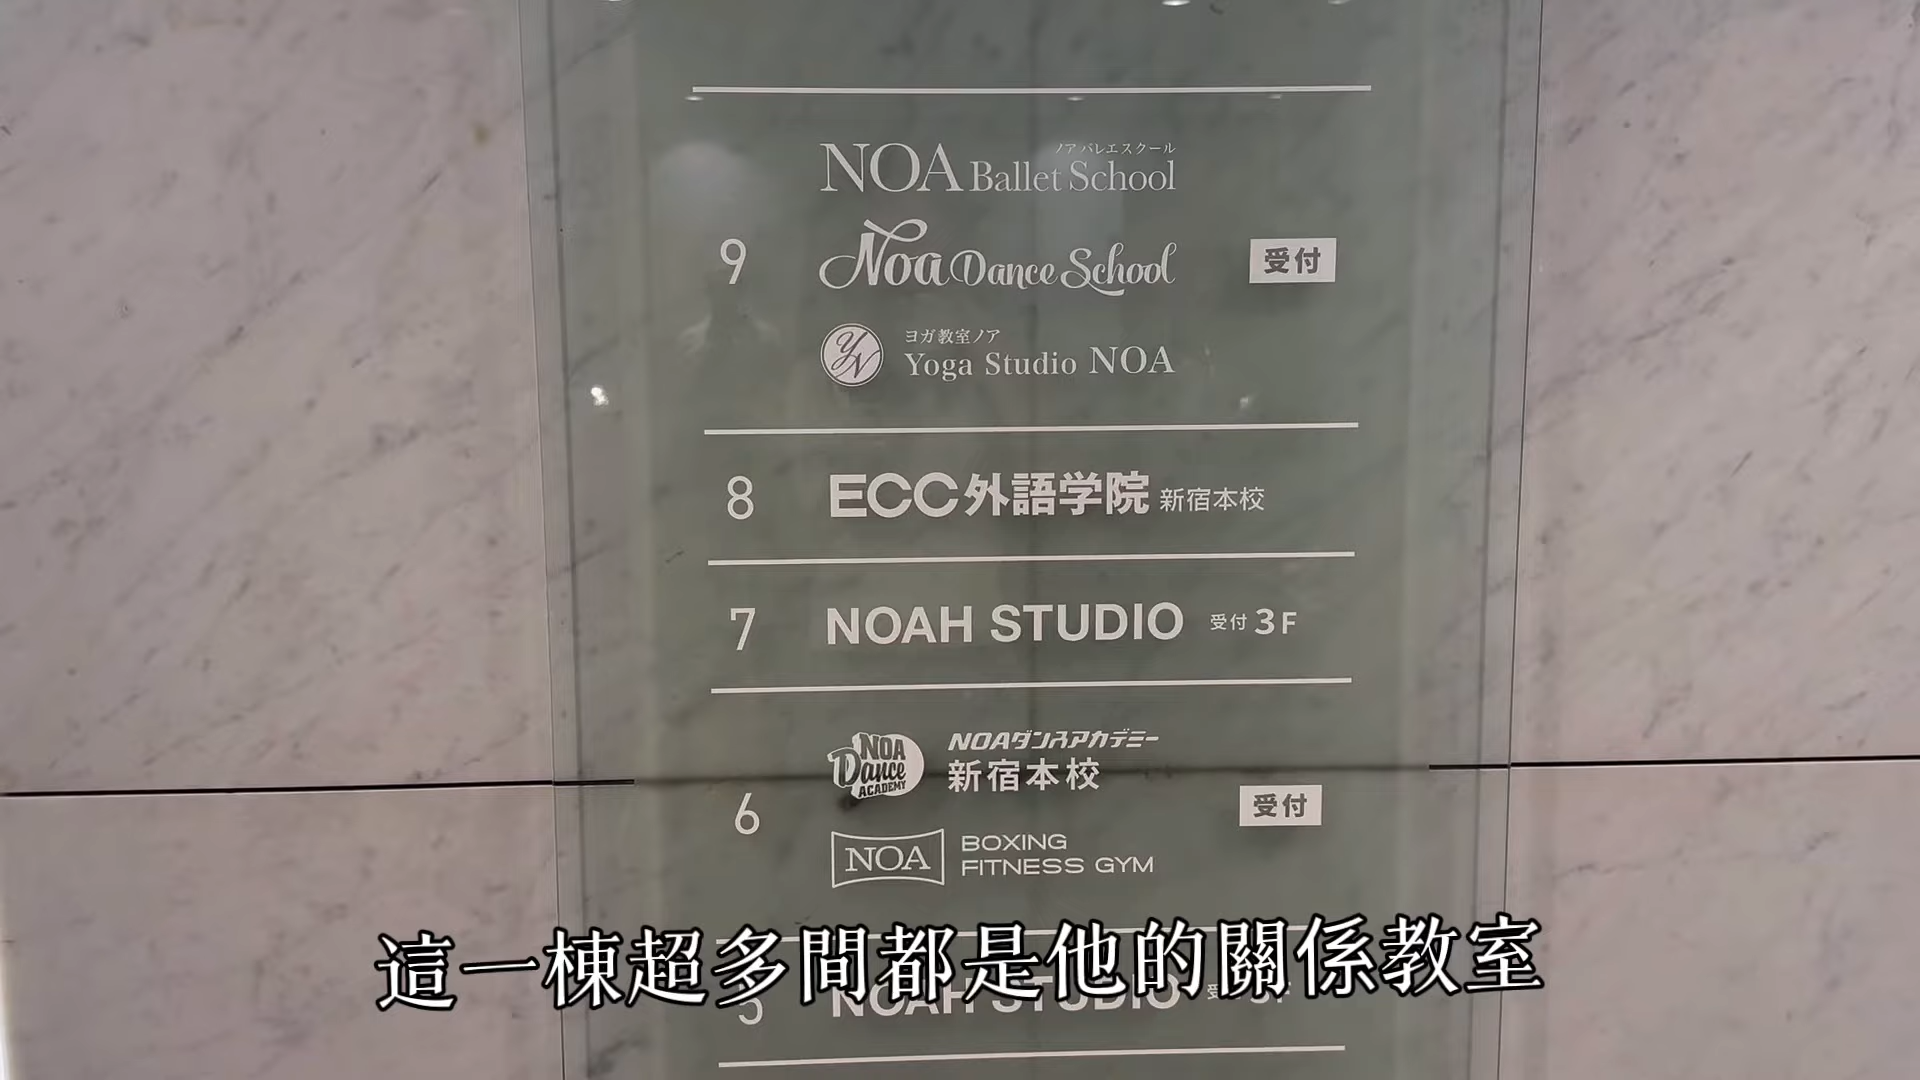 ノア バレエスクール
NOA Ballet School
9
Noa Dance School
受付
ヨガ教室ノア
YN
Yoga Studio NOA
8 ECC外語学院 新宿本校
7 NOAH STUDIO 受付 3F
NOA Dance ACADEMY
NOAダンスアカデミー
新宿本校
6
受付
NOA
BOXING
FITNESS GYM
這一棟超多間都是他的關係教室
5 NOAH STUDIO